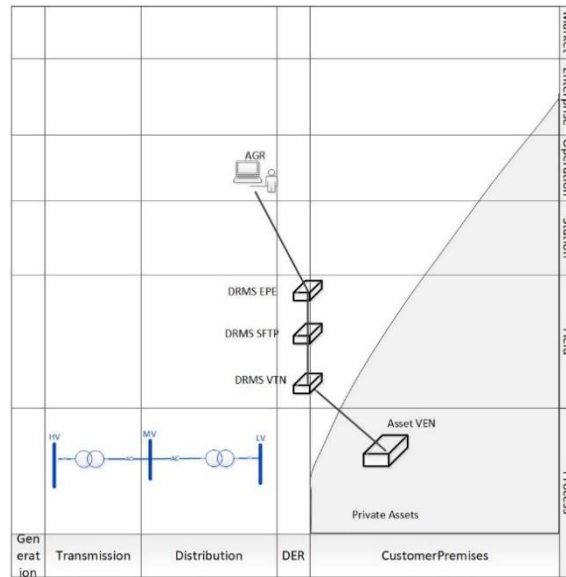 Market
Enterprise
Operation
AGR
Station
DRMS EPE
DRMS SFTP
Field
DRMS VTN
Asset VEN
HV
MV
LV
Process
Private Assets
Gen
erat
ion
Transmission
Distribution
DER
CustomerPremises